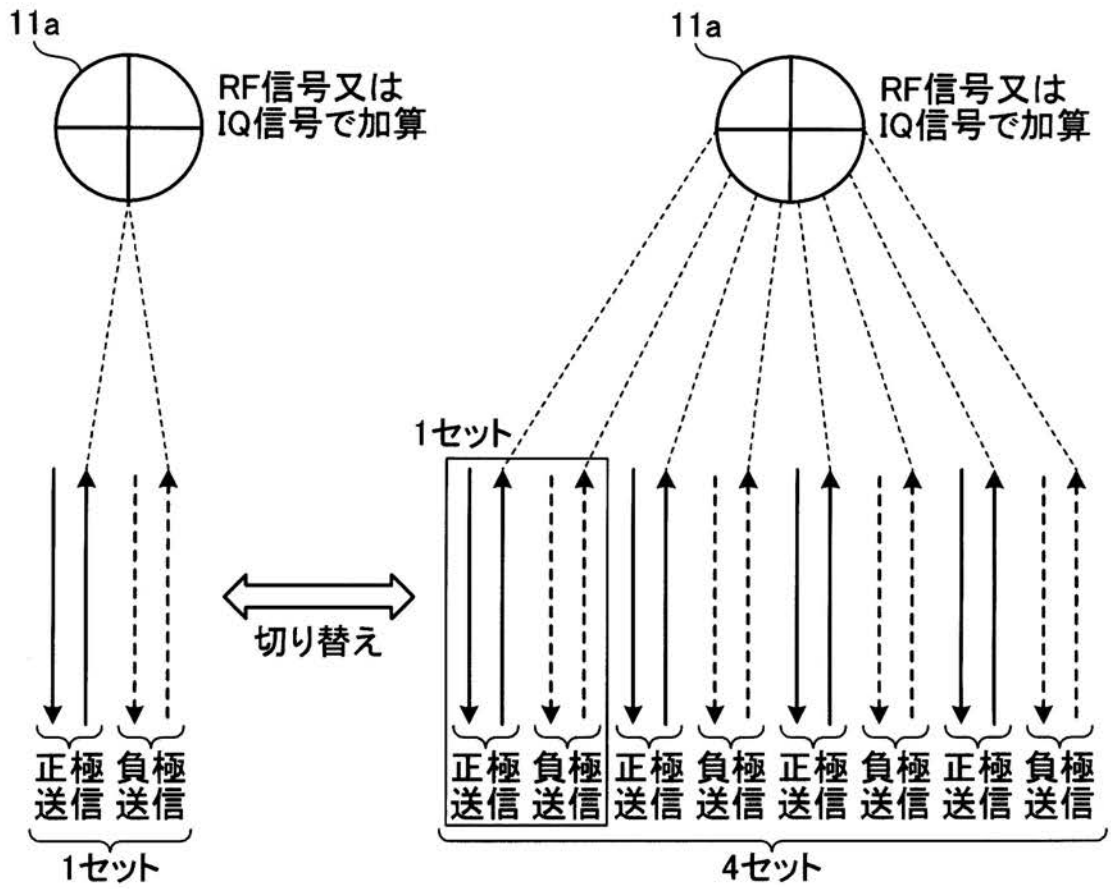 11a
RF信号又は
IQ信号で加算
11a
RF信号又は
IQ信号で加算
1セット
切り替え
正極
送信
負極
送信
1セット
正極
送信
負極
送信
正極
送信
負極
送信
正極
送信
負極
送信
正極
送信
負極
送信
4セット